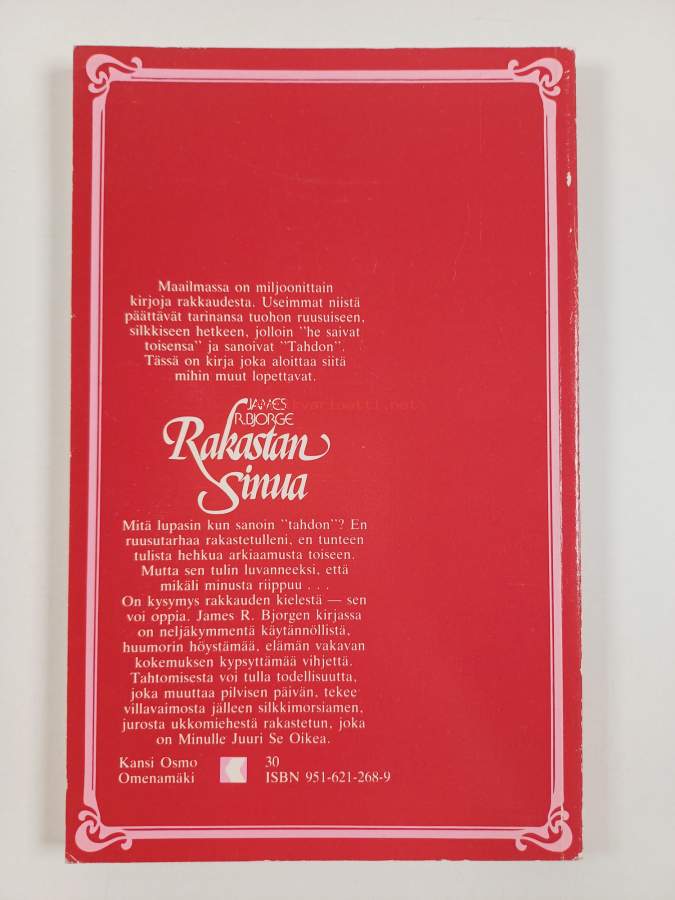 Maailmassa on miljoonittain
kirjoja rakkaudesta. Useimmat niistä
päättävät tarinansa tuohon ruusuiseen,
silkkiseen hetkeen, jolloin "he saivat
toisensa" ja sanoivat "Tahdon".
Tässä on kirja joka aloittaa siitä
mihin muut lopettavat.
JAMES
R.BJORGE
Rakastan
Sinua
Mitä lupasin kun sanoin "tahdon"? En
ruusutarhaa rakastetulleni, en tunteen
tulista hehkua arkiaamusta toiseen.
Mutta sen tulin luvanneeksi, että
mikäli minusta riippuu . . .
On kysymys rakkauden kielestä — sen
voi oppia. James R. Bjorgen kirjassa
on neljäkymmentä käytännöllistä,
huumorin höystämää, elämän vakavan
kokemuksen kypsyttämää vihjettä.
Tahtomisesta voi tulla todellisuutta,
joka muuttaa pilvisen päivän, tekee
villavaimosta jälleen silkkimorsiamen,
jurosta ukkomiehestä rakastetun, joka
on Minulle Juuri Se Oikea.
Kansi Osmo
Omenamäki
30
ISBN 951-621-268-9